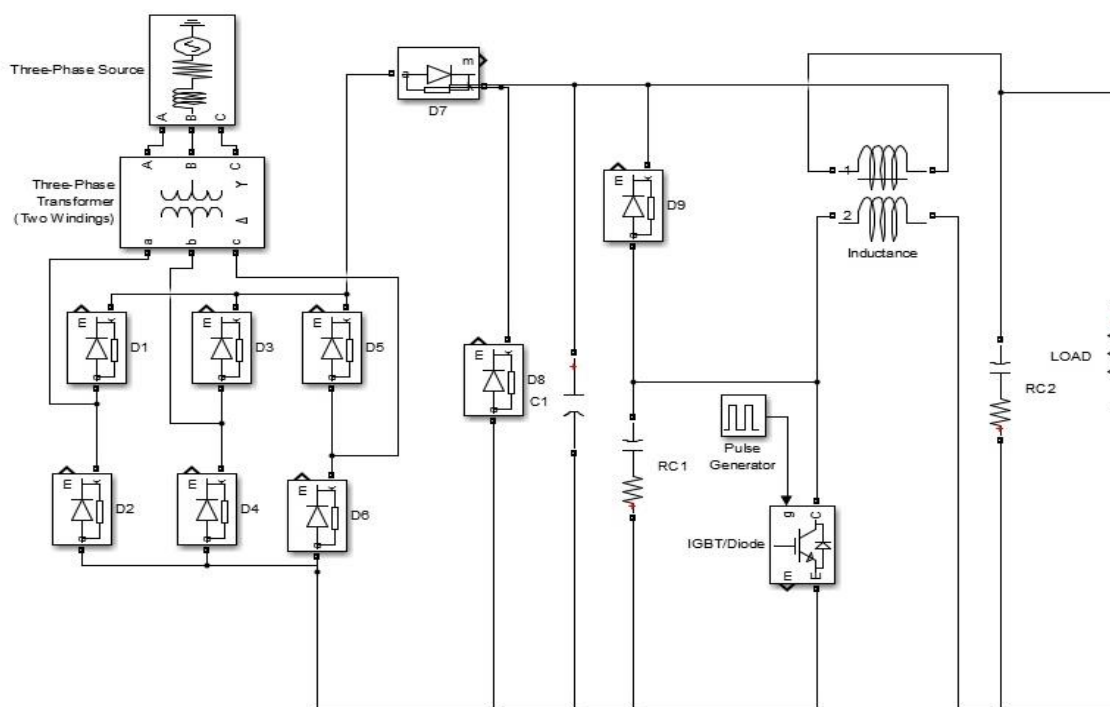 Three-Phase Source
A
B
C
Three-Phase
Transformer
(Two Windings)
A
B
C
Y
Δ
a
b
c
m
k
a
D7
m
k
a
D9
1
2
Inductance
m
k
a
D1
m
k
a
D3
m
k
a
D5
m
k
a
D8
C1
+
LOAD
RC2
+
Pulse
Generator
RC1
+
m
k
a
D2
m
k
a
D4
m
k
a
D6
IGBT/Diode
g
C
m
E